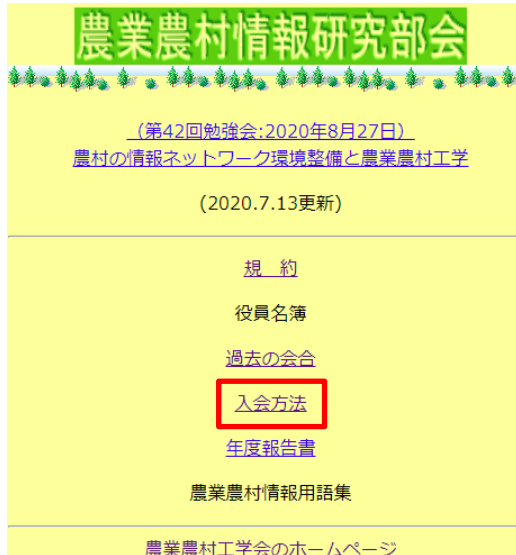 農業農村情報研究部会
（第42回勉強会:2020年8月27日）
農村の情報ネットワーク環境整備と農業農村工学
(2020.7.13更新)
規　約
役員名簿
過去の会合
入会方法
年度報告書
農業農村情報用語集
農業農村工学会のホームページ